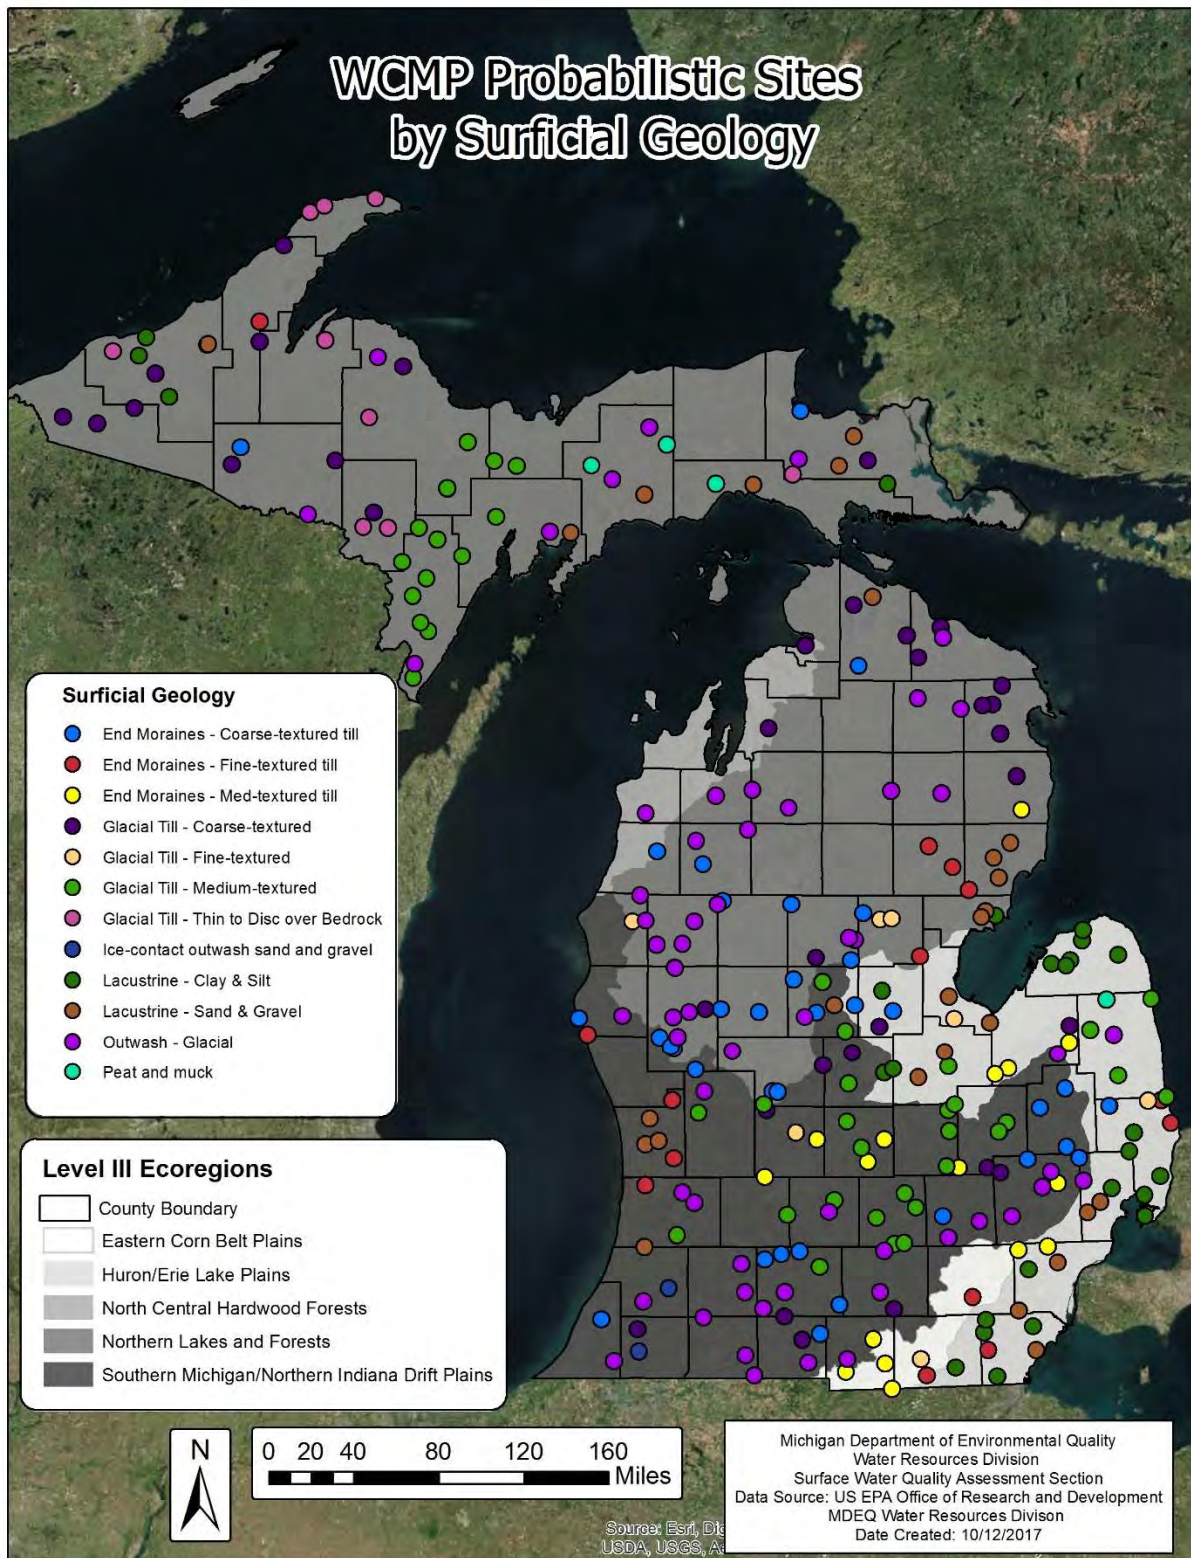 WCMP Probabilistic Sites
by Surficial Geology
Surficial Geology
End Moraines - Coarse-textured till
End Moraines - Fine-textured till
End Moraines - Med-textured till
Glacial Till - Coarse-textured
Glacial Till - Fine-textured
Glacial Till - Medium-textured
Glacial Till - Thin to Disc over Bedrock
Ice-contact outwash sand and gravel
Lacustrine - Clay & Silt
Lacustrine - Sand & Gravel
Outwash - Glacial
Peat and muck
Level III Ecoregions
County Boundary
Eastern Corn Belt Plains
Huron/Erie Lake Plains
North Central Hardwood Forests
Northern Lakes and Forests
Southern Michigan/Northern Indiana Drift Plains
N
0 20 40 80 120 160
Miles
Michigan Department of Environmental Quality
Water Resources Division
Surface Water Quality Assessment Section
Data Source: US EPA Office of Research and Development
MDEQ Water Resources Divison
Date Created: 10/12/2017
Source: Esri,
USDA, USGS,